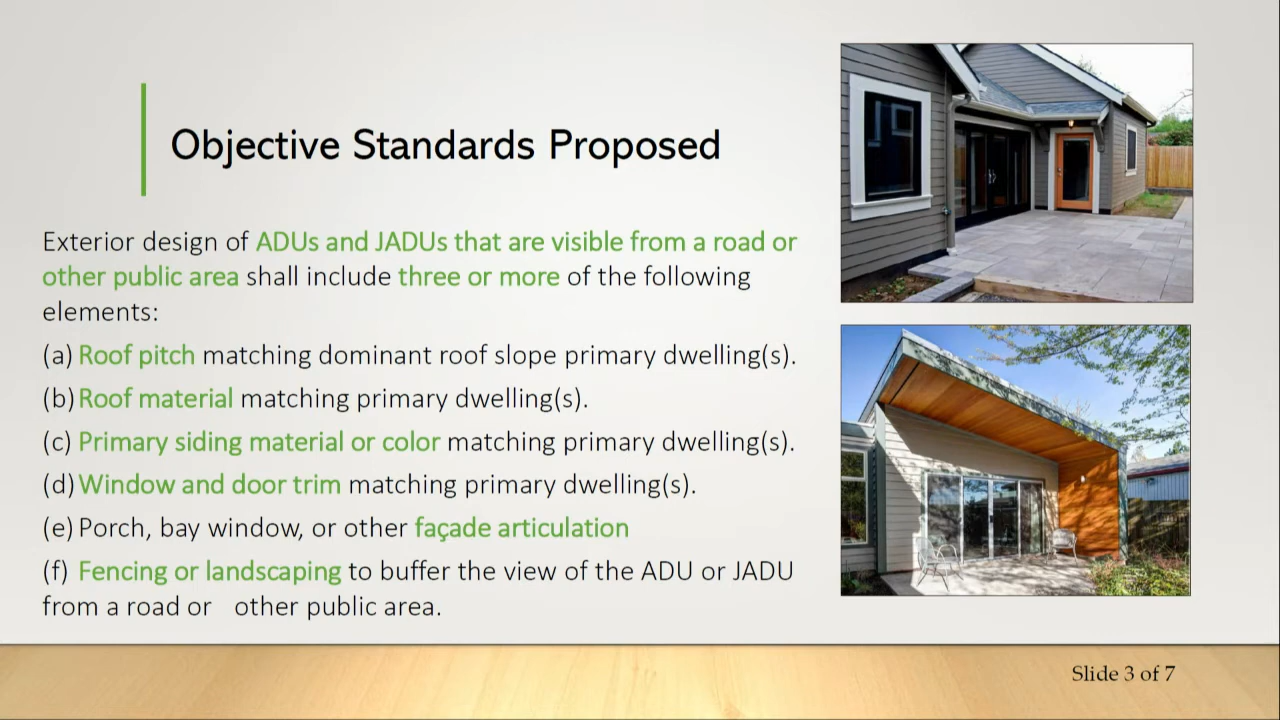 Objective Standards Proposed
Exterior design of ADUs and JADUs that are visible from a road or
other public area shall include three or more of the following
elements:
(a) Roof pitch matching dominant roof slope primary dwelling(s).
(b) Roof material matching primary dwelling(s).
(c) Primary siding material or color matching primary dwelling(s).
(d) Window and door trim matching primary dwelling(s).
(e) Porch, bay window, or other façade articulation
(f) Fencing or landscaping to buffer the view of the ADU or JADU
from a road or other public area.
Slide 3 of 7